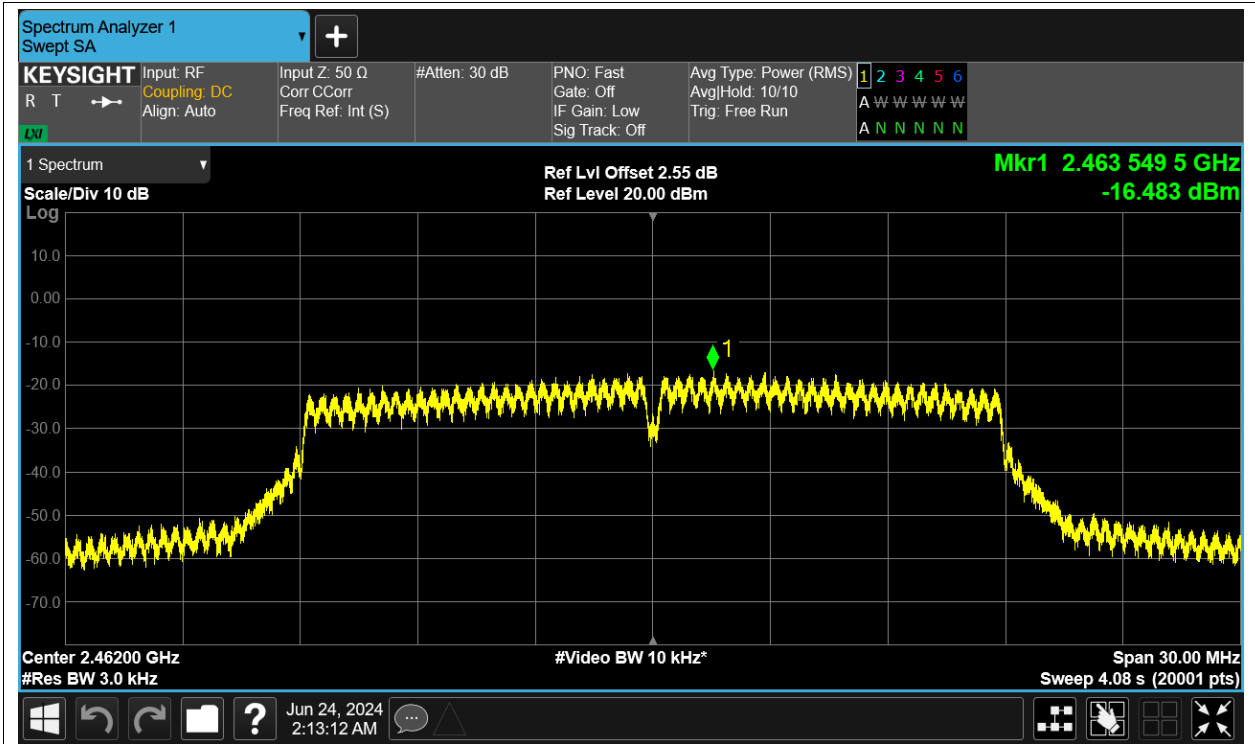 Spectrum Analyzer 1
Swept SA
KEYSIGHT
R T
LXI
Input: RF
Coupling: DC
Align: Auto
Input Z: 50 Ω
Corr CCorr
Freq Ref: Int (S)
#Atten: 30 dB
PNO: Fast
Gate: Off
IF Gain: Low
Sig Track: Off
Avg Type: Power (RMS)
Avg|Hold: 10/10
Trig: Free Run
1 2 3 4 5 6
A W W W W W
A N N N N N
1 Spectrum
Scale/Div 10 dB
Log
Ref Lvl Offset 2.55 dB
Ref Level 20.00 dBm
Mkr1 2.463 549 5 GHz
-16.483 dBm
10.0
0.00
-10.0
1
-20.0
-30.0
-40.0
-50.0
-60.0
-70.0
Center 2.46200 GHz
#Res BW 3.0 kHz
#Video BW 10 kHz*
Span 30.00 MHz
Sweep 4.08 s (20001 pts)
?
Jun 24, 2024
2:13:12 AM